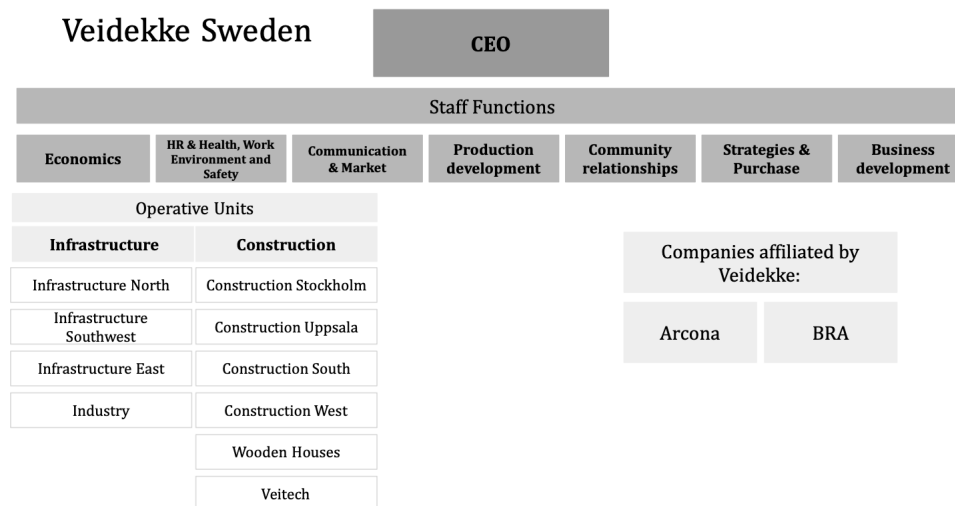 Veidekke Sweden
CEO
Staff Functions
Economics
HR & Health, Work
Environment and
Safety
Communication
& Market
Production
development
Community
relationships
Strategies &
Purchase
Business
development
Operative Units
Infrastructure
Construction
Infrastructure North
Construction Stockholm
Infrastructure
Southwest
Construction Uppsala
Infrastructure East
Construction South
Industry
Construction West
Wooden Houses
Veitech
Companies affiliated by
Veidekke:
Arcona
BRA